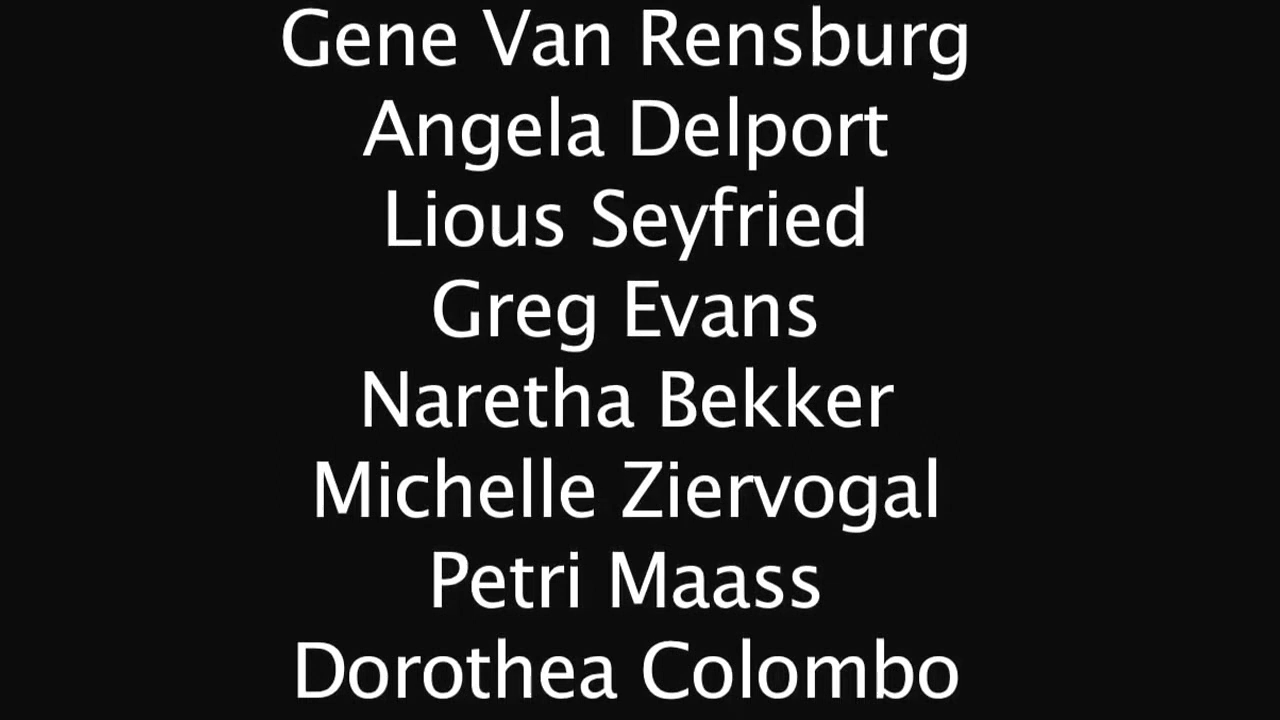 Gene Van Rensburg
Angela Delport
Lious Seyfried
Greg Evans
Naretha Bekker
Michelle Ziervogal
Petri Maass
Dorothea Colombo